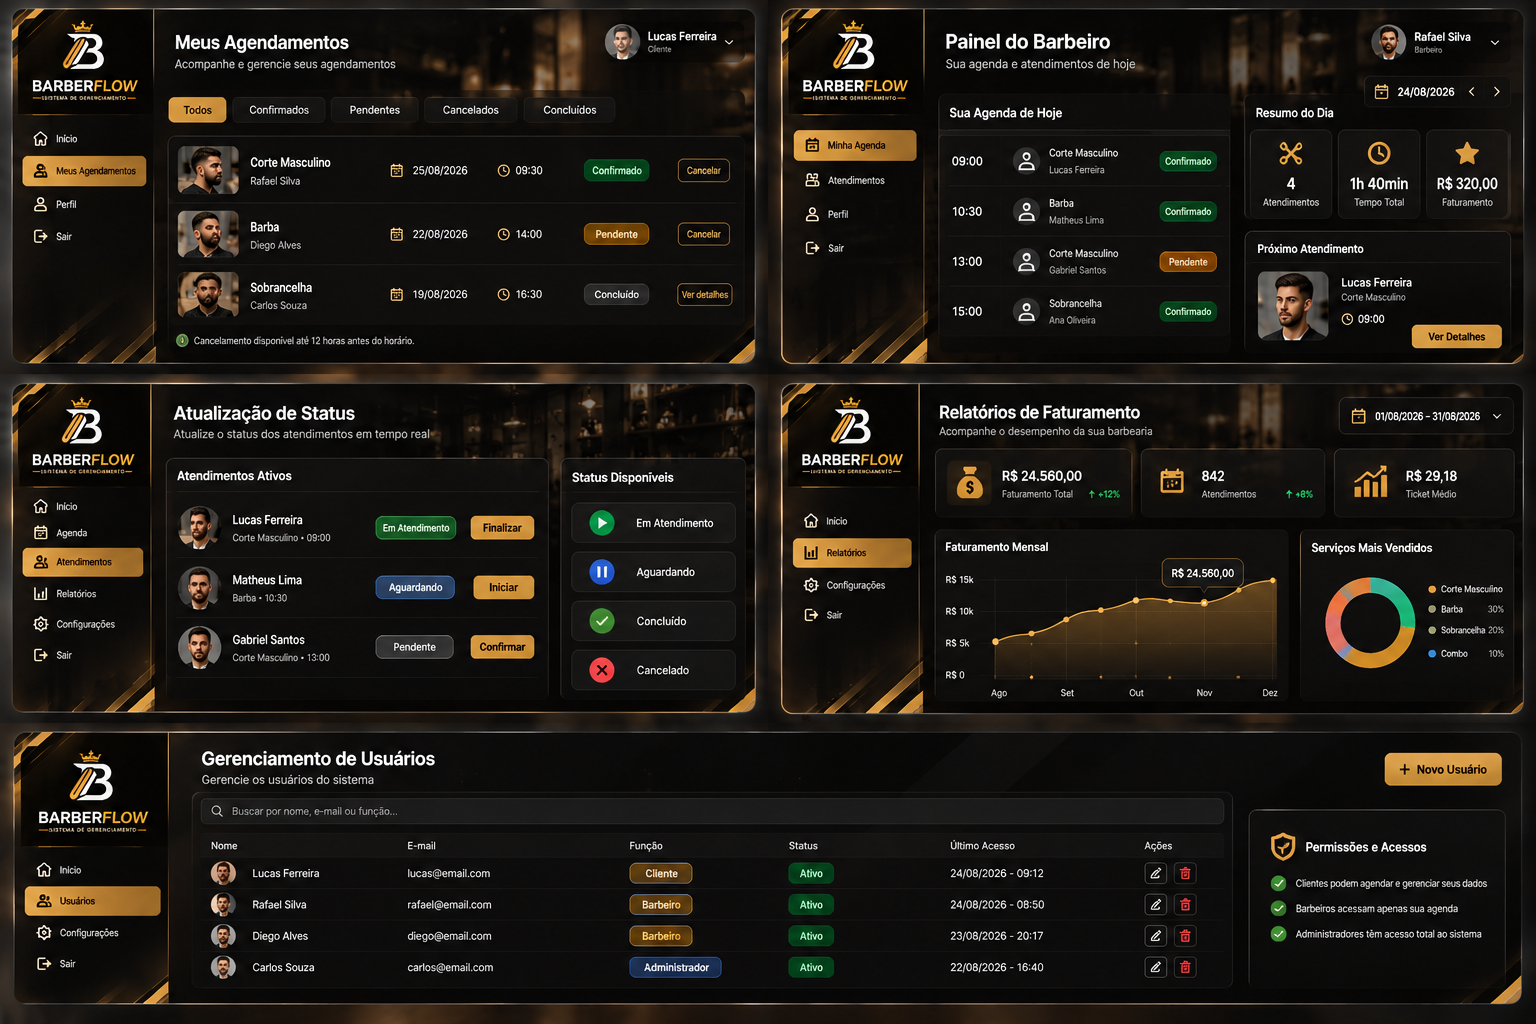 BARBERFLOW
SISTEMA DE GERENCIAMENTO
Início
Meus Agendamentos
Perfil
Sair
Meus Agendamentos
Acompanhe e gerencie seus agendamentos
Lucas Ferreira
Cliente
Todos
Confirmados
Pendentes
Cancelados
Concluídos
Corte Masculino
Rafael Silva
25/08/2026
09:30
Confirmado
Cancelar
Barba
Diego Alves
22/08/2026
14:00
Pendente
Cancelar
Sobrancelha
Carlos Souza
19/08/2026
16:30
Concluído
Ver detalhes
Cancelamento disponível até 12 horas antes do horário.
BARBERFLOW
SISTEMA DE GERENCIAMENTO
Minha Agenda
Atendimentos
Perfil
Sair
Painel do Barbeiro
Sua agenda e atendimentos de hoje
Rafael Silva
Barbeiro
24/08/2026
Sua Agenda de Hoje
09:00
Corte Masculino
Lucas Ferreira
Confirmado
10:30
Barba
Matheus Lima
Confirmado
13:00
Corte Masculino
Gabriel Santos
Pendente
15:00
Sobrancelha
Ana Oliveira
Confirmado
Resumo do Dia
4
Atendimentos
1h 40min
Tempo Total
R$ 320,00
Faturamento
Próximo Atendimento
Lucas Ferreira
Corte Masculino
09:00
Ver Detalhes
BARBERFLOW
SISTEMA DE GERENCIAMENTO
Início
Agenda
Atendimentos
Relatórios
Configurações
Sair
Atualização de Status
Atualize o status dos atendimentos em tempo real
Atendimentos Ativos
Lucas Ferreira
Corte Masculino • 09:00
Em Atendimento
Finalizar
Matheus Lima
Barba • 10:30
Aguardando
Iniciar
Gabriel Santos
Corte Masculino • 13:00
Pendente
Confirmar
Status Disponíveis
Em Atendimento
Aguardando
Concluído
Cancelado
BARBERFLOW
SISTEMA DE GERENCIAMENTO
Início
Relatórios
Configurações
Sair
Relatórios de Faturamento
Acompanhe o desempenho da sua barbearia
01/08/2026 – 31/08/2026
R$ 24.560,00
Faturamento Total
↑ +12%
842
Atendimentos
↑ +8%
R$ 29,18
Ticket Médio
Faturamento Mensal
R$ 15k
R$ 10k
R$ 5k
R$ 0
R$ 24.560,00
Ago
Set
Out
Nov
Dez
Serviços Mais Vendidos
Corte Masculino
Barba 30%
Sobrancelha 20%
Combo 10%
BARBERFLOW
SISTEMA DE GERENCIAMENTO
Início
Usuários
Configurações
Sair
Gerenciamento de Usuários
Gerencie os usuários do sistema
+ Novo Usuário
Buscar por nome, e-mail ou função...
Nome E-mail Função Status Último Acesso Ações
Lucas Ferreira lucas@email.com Cliente Ativo 24/08/2026 - 09:12
Rafael Silva rafael@email.com Barbeiro Ativo 24/08/2026 - 08:50
Diego Alves diego@email.com Barbeiro Ativo 23/08/2026 - 20:17
Carlos Souza carlos@email.com Administrador Ativo 22/08/2026 - 16:40
Permissões e Acessos
Clientes podem agendar e gerenciar seus dados
Barbeiros acessam apenas sua agenda
Administradores têm acesso total ao sistema